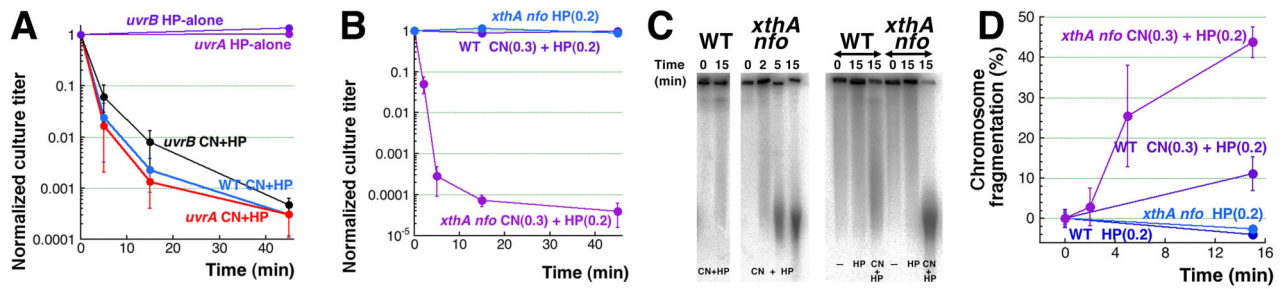 A
uvrB HP-alone
uvrA HP-alone
Normalized culture titer
1
0.1
0.01
0.001
0.0001
uvrB CN+HP
WT CN+HP
uvrA CN+HP
0 10 20 30 40
Time (min)
B
xthA nfo HP(0.2)
WT CN(0.3) + HP(0.2)
Normalized culture titer
1
0.1
0.01
0.001
0.0001
10-5
xthA nfo CN(0.3) + HP(0.2)
0 10 20 30 40
Time (min)
C
WT xthA nfo
WT xthA nfo
Time (min)
0 15 0 2 5 15 0 15 15 0 15 15
CN+HP
CN + HP
– HP CN + HP – HP CN + HP
D
Chromosome fragmentation (%)
50
40
30
20
10
0
xthA nfo CN(0.3) + HP(0.2)
WT CN(0.3) + HP(0.2)
xthA nfo HP(0.2)
WT HP(0.2)
0 4 8 12 16
Time (min)